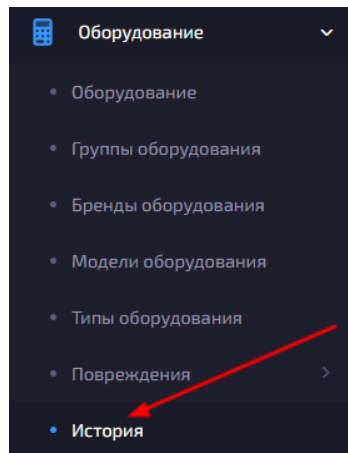 Оборудование
Оборудование
Группы оборудования
Бренды оборудования
Модели оборудования
Типы оборудования
Повреждения
История